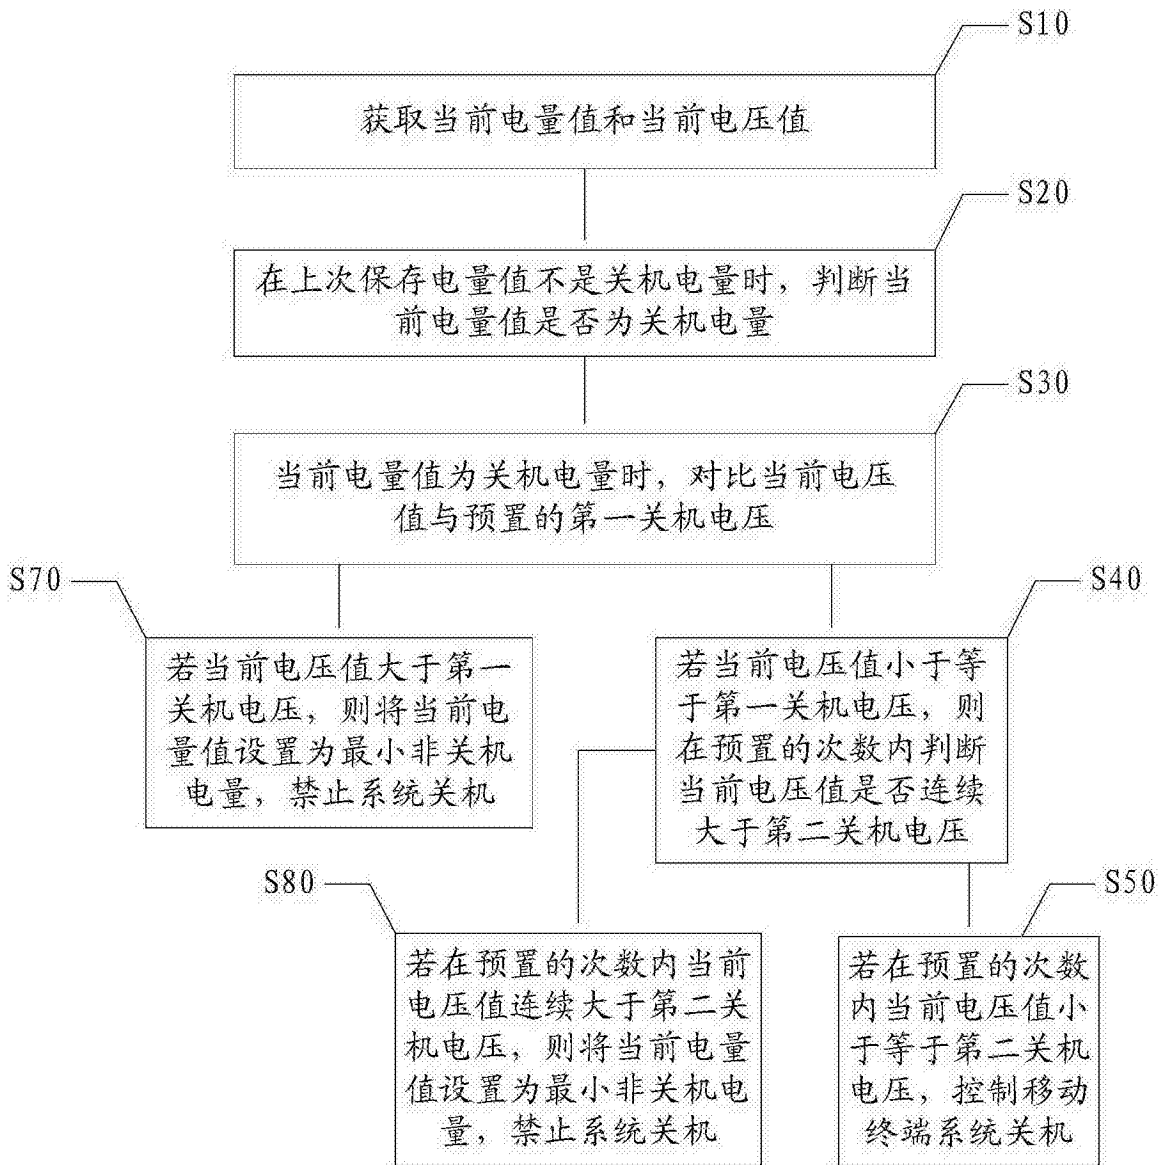 S10
获取当前电量值和当前电压值
S20
在上次保存电量值不是关机电量时，判断当
前电量值是否为关机电量
S30
当前电量值为关机电量时，对比当前电压
值与预置的第一关机电压
S70
若当前电压值大于第一
关机电压，则将当前电
量值设置为最小非关机
电量，禁止系统关机
S40
若当前电压值小于等
于第一关机电压，则
在预置的次数内判断
当前电压值是否连续
大于第二关机电压
S80
若在预置的次数内当前
电压值连续大于第二关
机电压，则将当前电量
值设置为最小非关机电
量，禁止系统关机
S50
若在预置的次数
内当前电压值小
于等于第二关机
电压，控制移动
终端系统关机